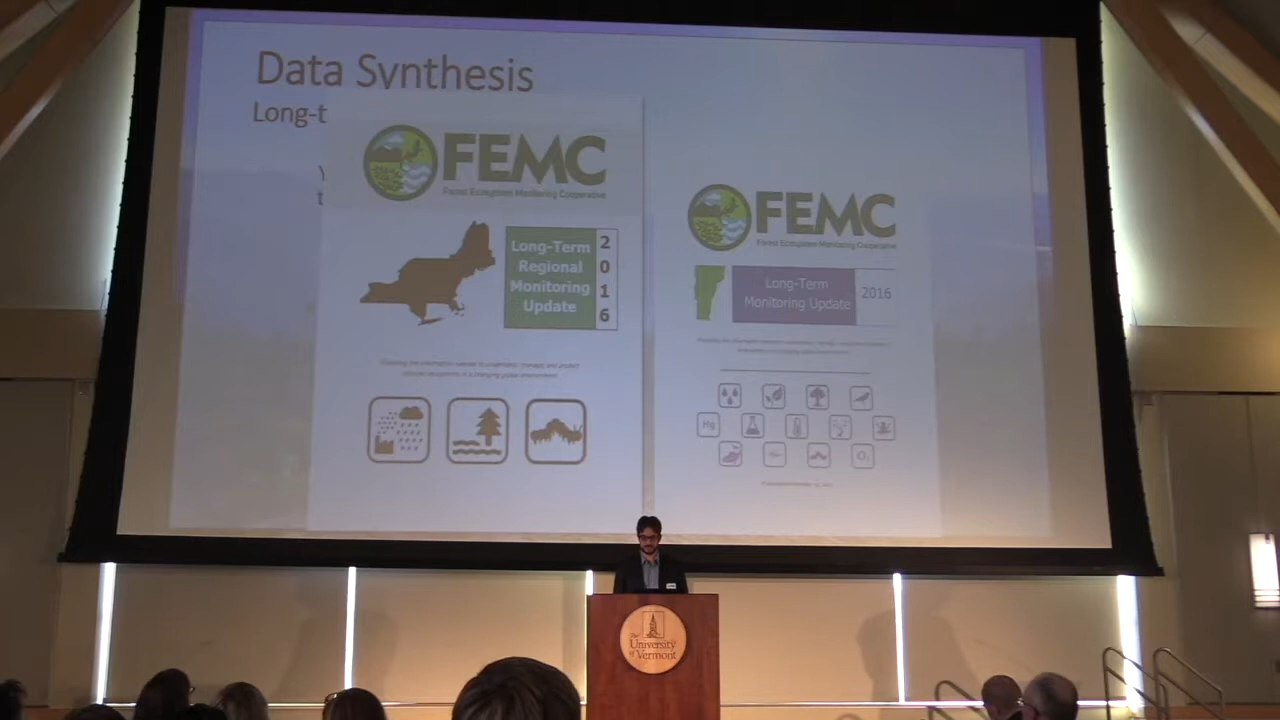 Data Synthesis
Long-t
FEMC
Forest Ecosystem Monitoring Cooperative
Long-Term
Regional
Monitoring
Update
2
0
1
6
FEMC
Forest Ecosystem Monitoring Cooperative
Long-Term
Monitoring Update
2016
Mg
O₃
The
University
of Vermont